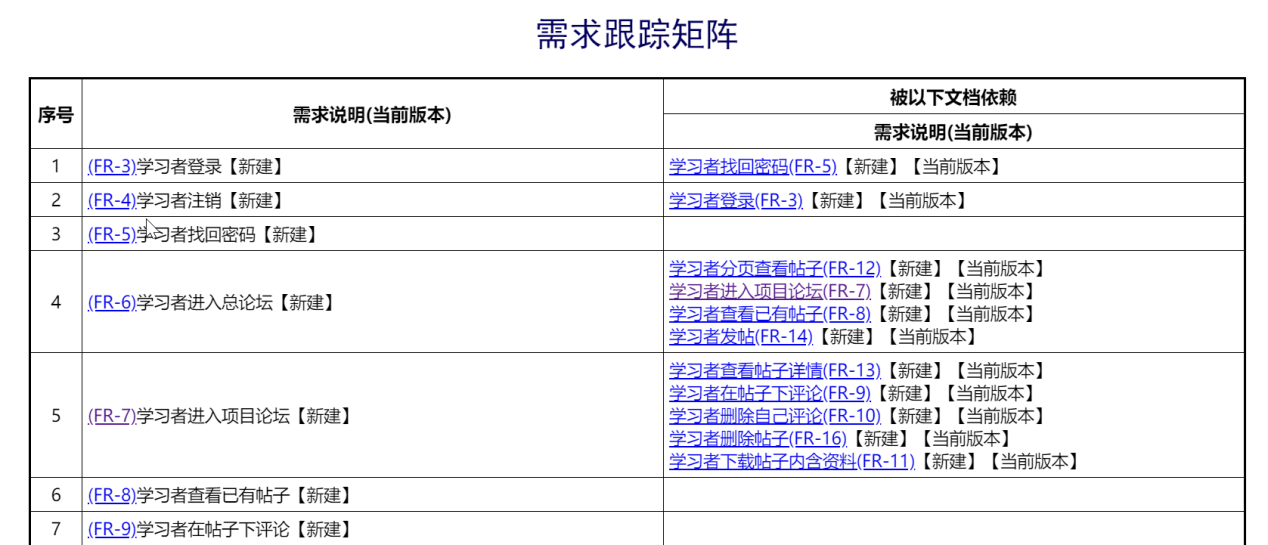 需求跟踪矩阵
序号 需求说明(当前版本) 被以下文档依赖
需求说明(当前版本)
1 (FR-3)学习者登录【新建】 学习者找回密码(FR-5)【新建】【当前版本】
2 (FR-4)学习者注销【新建】 学习者登录(FR-3)【新建】【当前版本】
3 (FR-5)学习者找回密码【新建】
4 (FR-6)学习者进入总论坛【新建】 学习者分页查看帖子(FR-12)【新建】【当前版本】
学习者进入项目论坛(FR-7)【新建】【当前版本】
学习者查看已有帖子(FR-8)【新建】【当前版本】
学习者发帖(FR-14)【新建】【当前版本】
5 (FR-7)学习者进入项目论坛【新建】 学习者查看帖子详情(FR-13)【新建】【当前版本】
学习者在帖子下评论(FR-9)【新建】【当前版本】
学习者删除自己评论(FR-10)【新建】【当前版本】
学习者删除帖子(FR-16)【新建】【当前版本】
学习者下载帖子内含资料(FR-11)【新建】【当前版本】
6 (FR-8)学习者查看已有帖子【新建】
7 (FR-9)学习者在帖子下评论【新建】